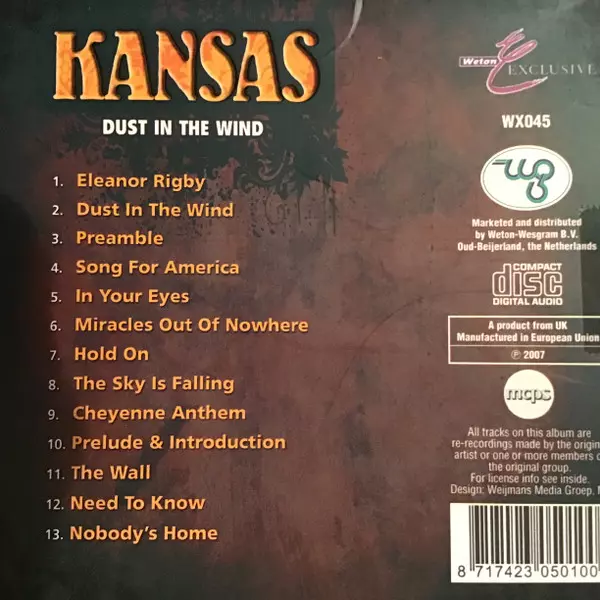 KANSAS
DUST IN THE WIND
1. Eleanor Rigby
2. Dust In The Wind
3. Preamble
4. Song For America
5. In Your Eyes
6. Miracles Out Of Nowhere
7. Hold On
8. The Sky Is Falling
9. Cheyenne Anthem
10. Prelude & Introduction
11. The Wall
12. Need To Know
13. Nobody's Home
Weton
EXCLUSIVE
WX045
wg
Marketed and distributed
by Weton-Wesgram B.V.
Oud-Beijerland, the Netherlands
COMPACT
disc
DIGITAL AUDIO
A product from UK
Manufactured in European Union
℗ 2007
mcps
All tracks on this album are
re-recordings made by the origin
artist or one or more members o
the original group.
For license info see inside.
Design: Weijmans Media Groep,
8 717423 050100